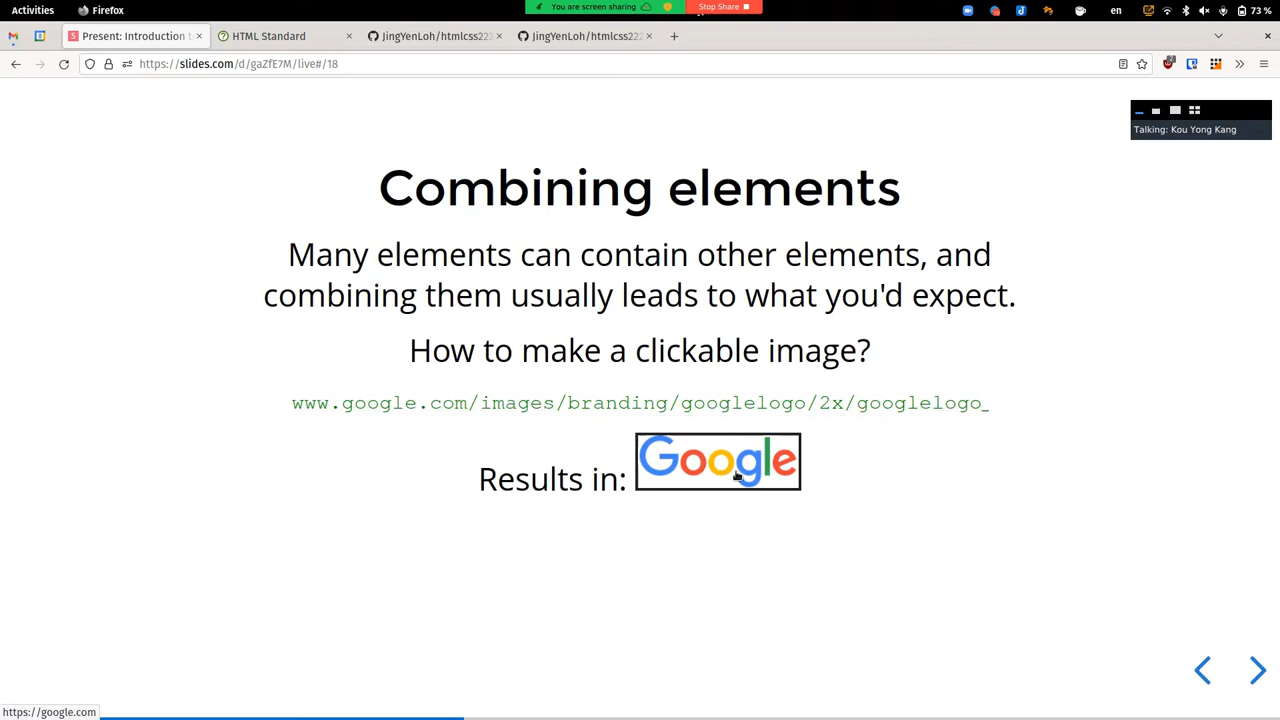 Activities
Firefox
You are screen sharing
Stop Share
en
73 %
Present: Introduction t
HTML Standard
JingYenLoh/htmlcss222
JingYenLoh/htmlcss222
https://slides.com/d/gaZfE7M/live#/18
Talking: Kou Yong Kang
Combining elements
Many elements can contain other elements, and
combining them usually leads to what you'd expect.
How to make a clickable image?
www.google.com/images/branding/googlelogo/2x/googlelogo_
Results in:
Google
https://google.com